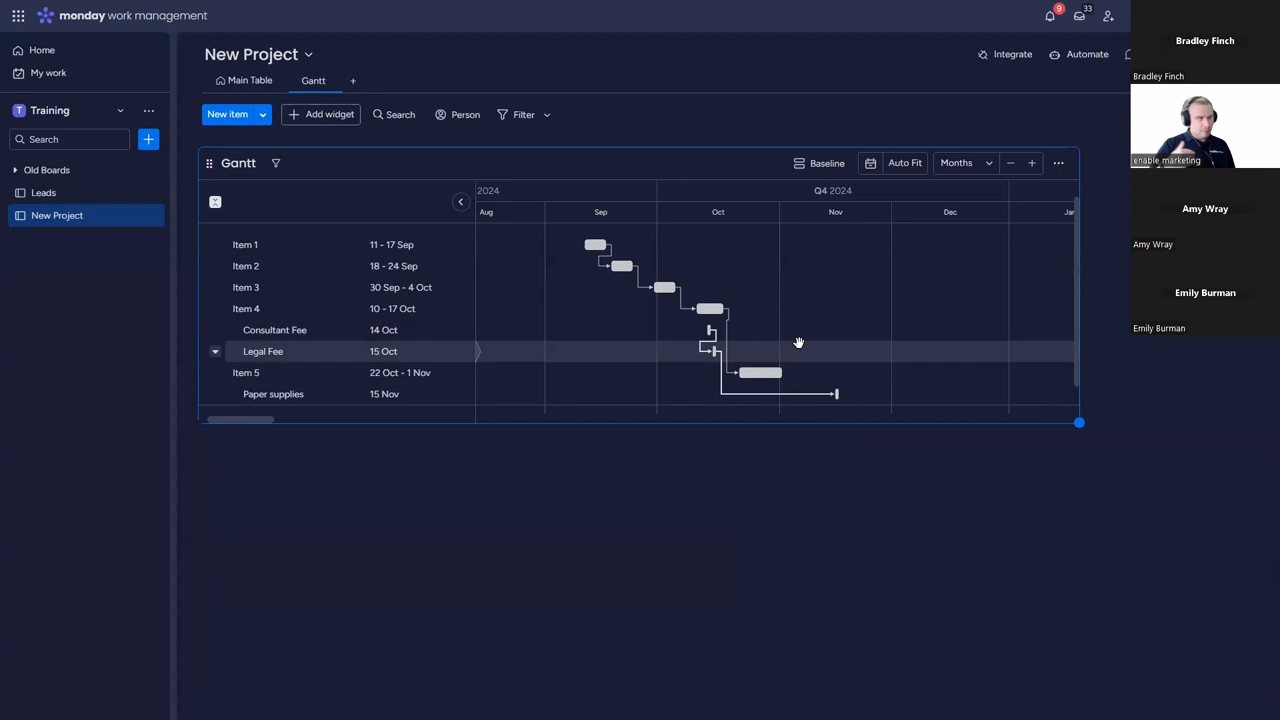 monday work management
9
33
Bradley Finch
Bradley Finch
Home
My work
New Project
Integrate
Automate
Main Table
Gantt
+
T Training
New item
Add widget
Search
Person
Filter
enable marketing
Search
Gantt
Baseline
Auto Fit
Months
Old Boards
Leads
New Project
2024
Q4 2024
Aug
Sep
Oct
Nov
Dec
Amy Wray
Amy Wray
Item 1
11 - 17 Sep
Item 2
18 - 24 Sep
Item 3
30 Sep - 4 Oct
Item 4
10 - 17 Oct
Consultant Fee
14 Oct
Legal Fee
15 Oct
Item 5
22 Oct - 1 Nov
Paper supplies
15 Nov
Emily Burman
Emily Burman